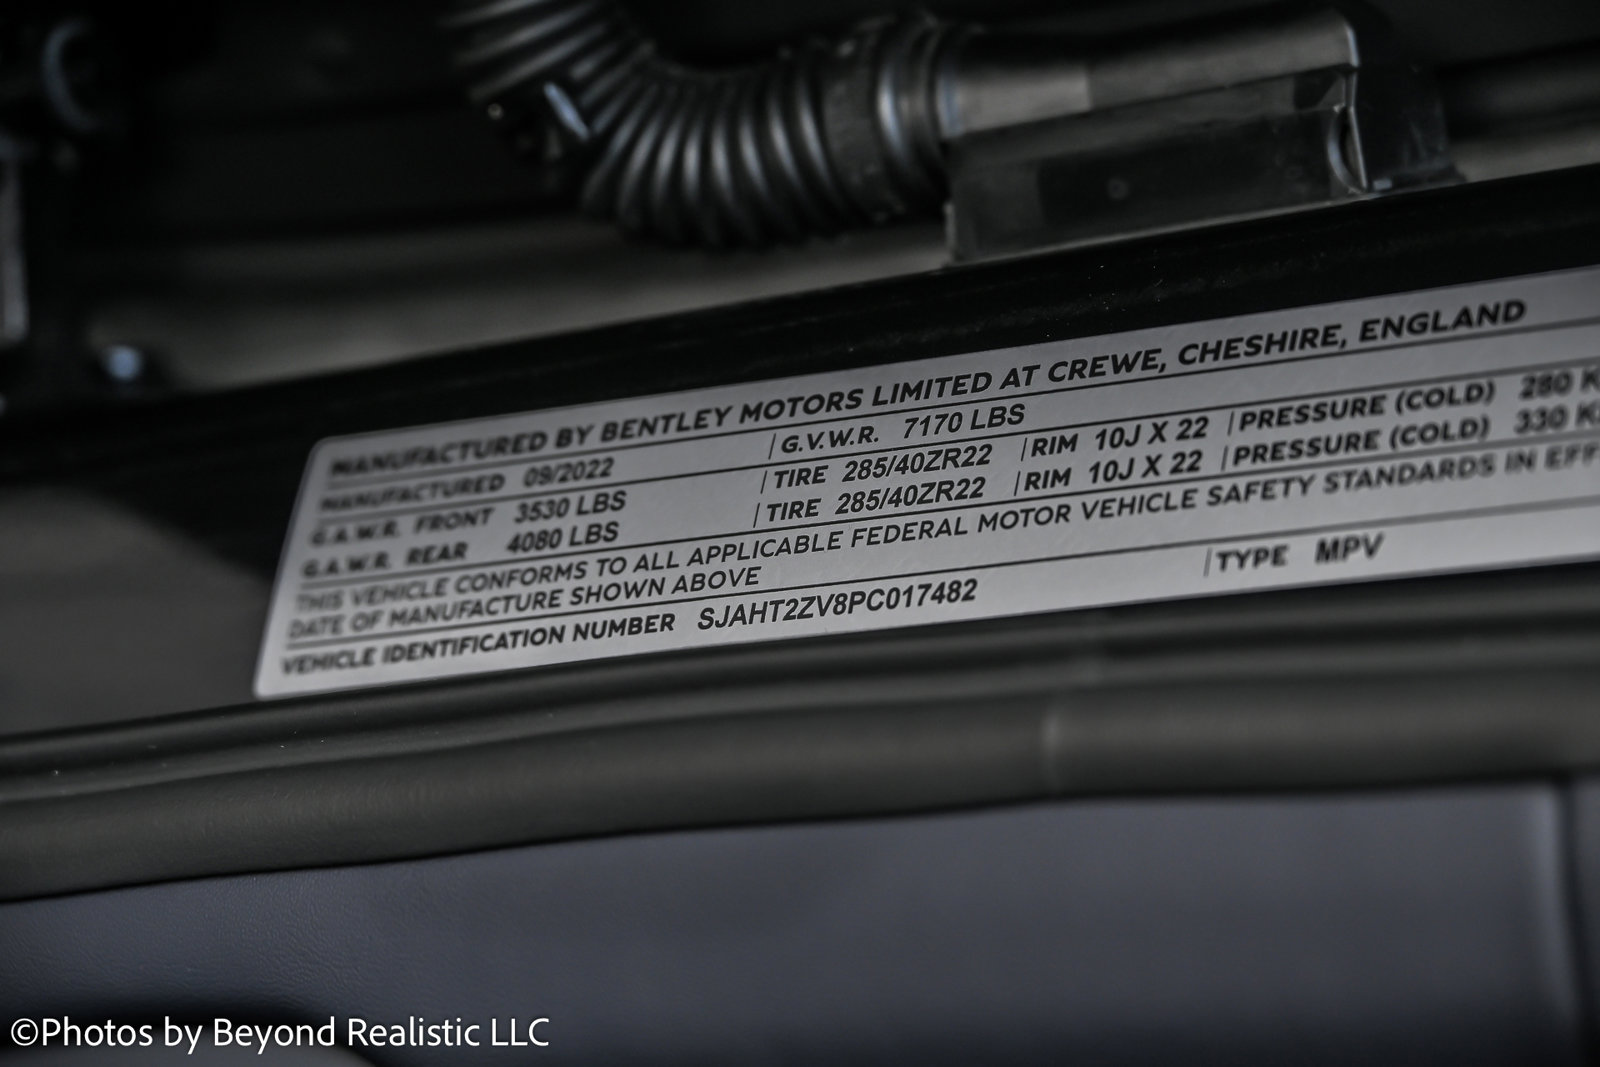 MANUFACTURED BY BENTLEY MOTORS LIMITED AT CREWE, CHESHIRE, ENGLAND
MANUFACTURED 09/2022 | G.V.W.R. 7170 LBS
G.A.W.R. FRONT 3530 LBS | TIRE 285/40ZR22 | RIM 10J X 22 | PRESSURE (COLD) 280 K
G.A.W.R. REAR 4080 LBS | TIRE 285/40ZR22 | RIM 10J X 22 | PRESSURE (COLD) 330 K
THIS VEHICLE CONFORMS TO ALL APPLICABLE FEDERAL MOTOR VEHICLE SAFETY STANDARDS IN EFF
DATE OF MANUFACTURE SHOWN ABOVE
VEHICLE IDENTIFICATION NUMBER SJAHT2ZV8PC017482 | TYPE MPV
©Photos by Beyond Realistic LLC